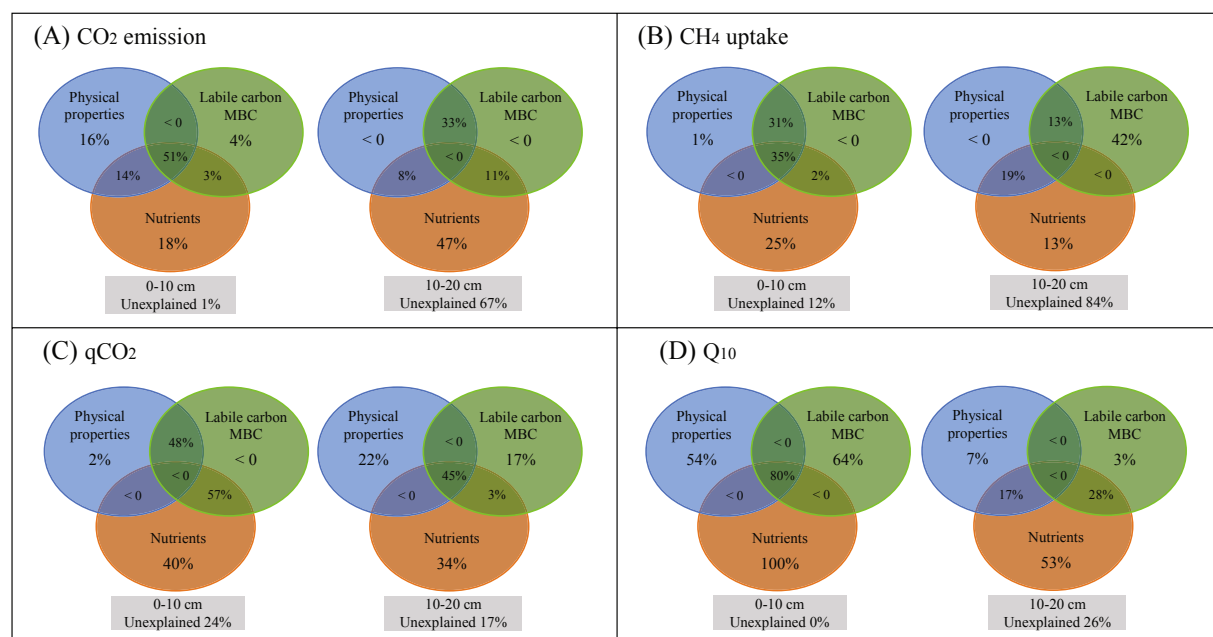 (A) CO2 emission
Physical
properties
16%
< 0
Labile carbon
MBC
4%
51%
14%
3%
Nutrients
18%
0-10 cm
Unexplained 1%
Physical
properties
< 0
33%
Labile carbon
MBC
< 0
< 0
8%
11%
Nutrients
47%
10-20 cm
Unexplained 67%
(B) CH4 uptake
Physical
properties
1%
31%
Labile carbon
MBC
< 0
35%
< 0
2%
Nutrients
25%
0-10 cm
Unexplained 12%
Physical
properties
< 0
13%
Labile carbon
MBC
42%
< 0
19%
< 0
Nutrients
13%
10-20 cm
Unexplained 84%
(C) qCO2
Physical
properties
2%
48%
Labile carbon
MBC
< 0
< 0
< 0
57%
Nutrients
40%
0-10 cm
Unexplained 24%
Physical
properties
22%
< 0
Labile carbon
MBC
17%
45%
< 0
3%
Nutrients
34%
10-20 cm
Unexplained 17%
(D) Q10
Physical
properties
54%
< 0
Labile carbon
MBC
64%
80%
< 0
< 0
Nutrients
100%
0-10 cm
Unexplained 0%
Physical
properties
7%
< 0
Labile carbon
MBC
3%
< 0
17%
28%
Nutrients
53%
10-20 cm
Unexplained 26%